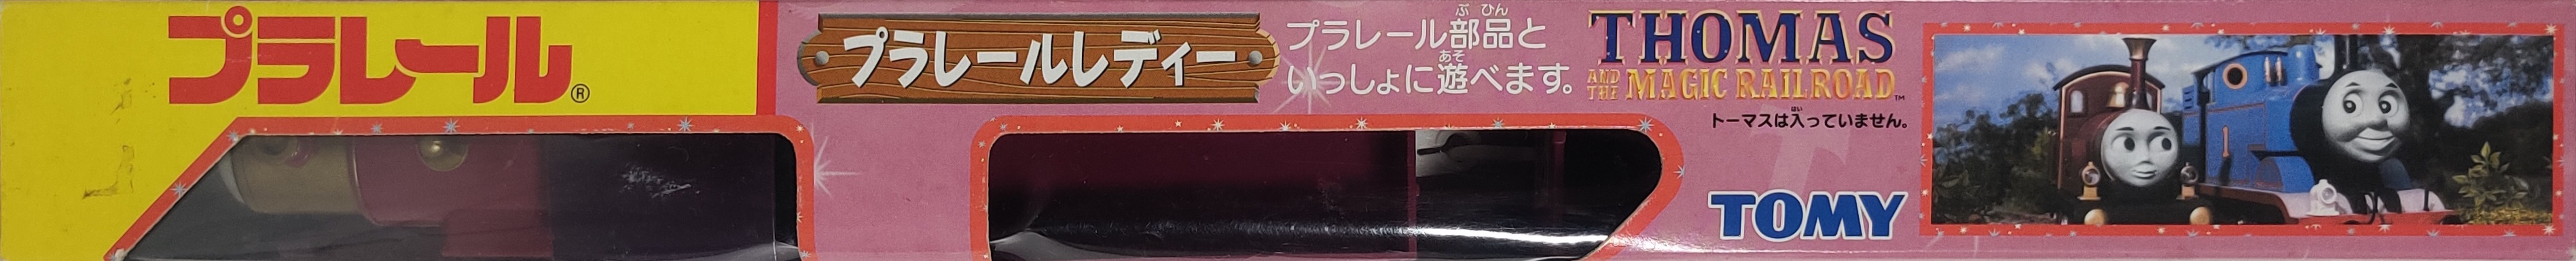 プラレール®
プラレールレディー
プラレール部品と
いっしょに遊べます。
THOMAS
AND THE MAGIC RAILROAD™
トーマスは入っていません。
TOMY
1